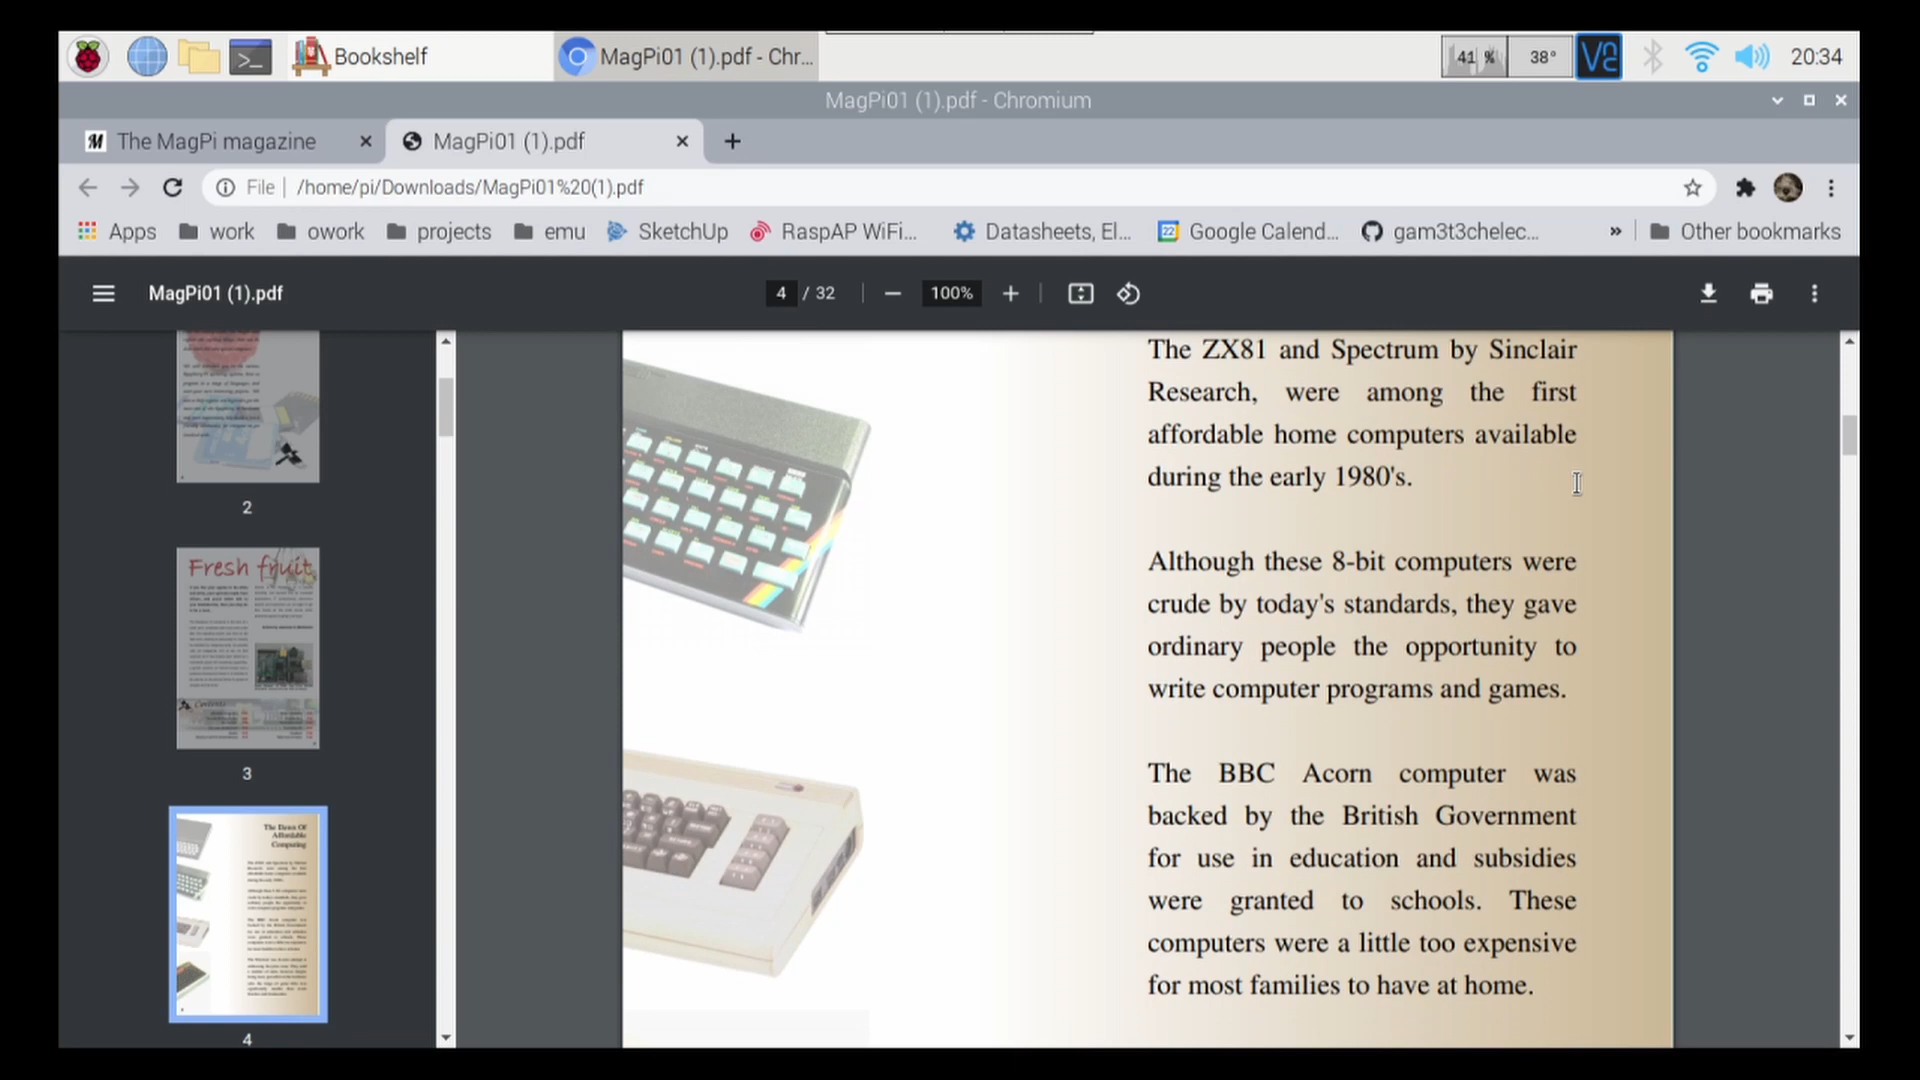 Bookshelf
MagPi01 (1).pdf - Chr...
41 %
38°
20:34
MagPi01 (1).pdf - Chromium
The MagPi magazine
MagPi01 (1).pdf
File
/home/pi/Downloads/MagPi01%20(1).pdf
Apps
work
owork
projects
emu
SketchUp
RaspAP WiFi...
Datasheets, El...
Google Calend...
gam3t3chelec...
»
Other bookmarks
MagPi01 (1).pdf
4 / 32
100%
2
Fresh fruit
Contents
3
The Dawn Of
Affordable
Computing
4
The ZX81 and Spectrum by Sinclair
Research, were among the first
affordable home computers available
during the early 1980's.
Although these 8-bit computers were
crude by today's standards, they gave
ordinary people the opportunity to
write computer programs and games.
The BBC Acorn computer was
backed by the British Government
for use in education and subsidies
were granted to schools. These
computers were a little too expensive
for most families to have at home.